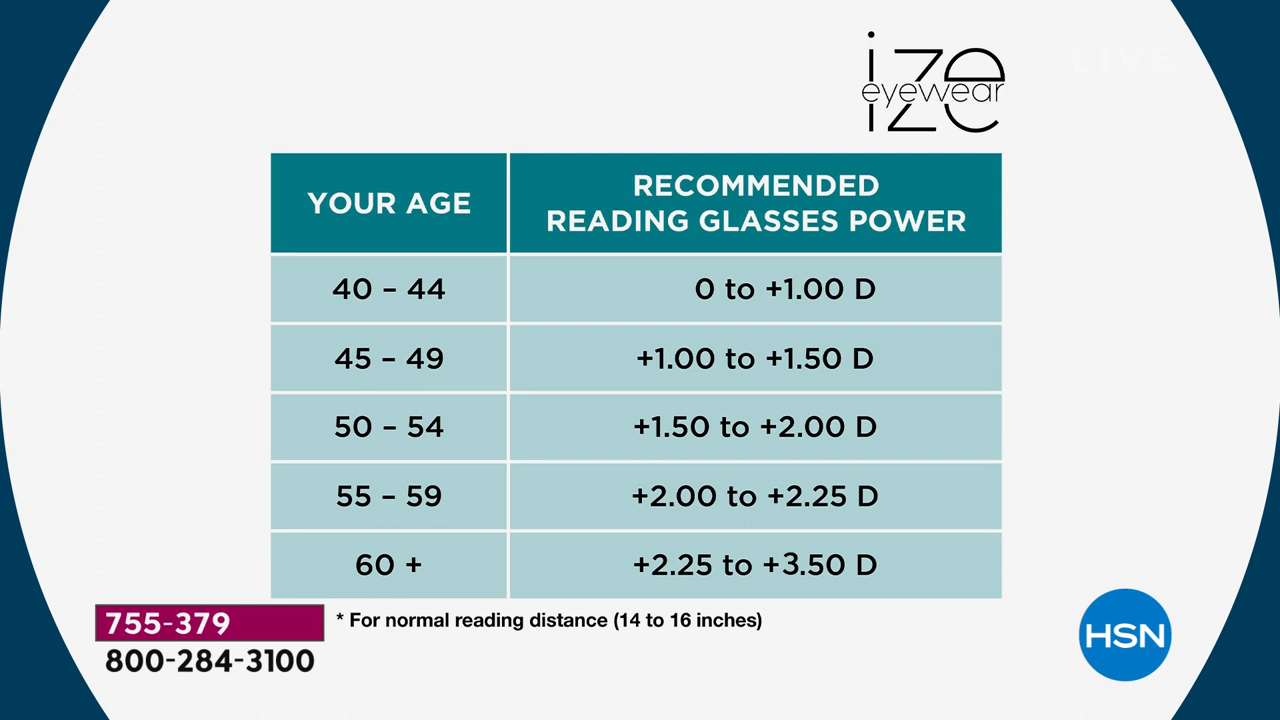 ize
eyewear
LIVE
YOUR AGE
RECOMMENDED
READING GLASSES POWER
40 – 44
0 to +1.00 D
45 – 49
+1.00 to +1.50 D
50 – 54
+1.50 to +2.00 D
55 – 59
+2.00 to +2.25 D
60 +
+2.25 to +3.50 D
755-379
* For normal reading distance (14 to 16 inches)
800-284-3100
HSN